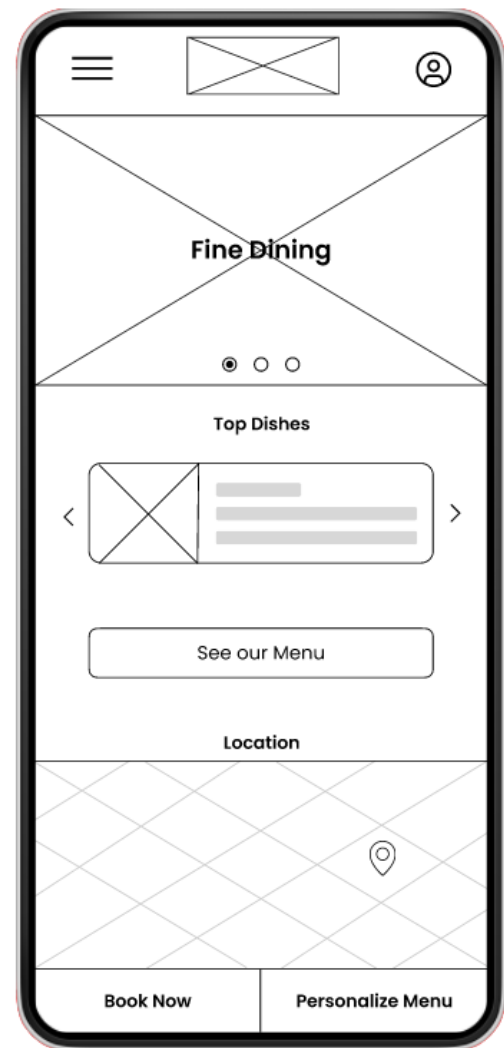 Fine Dining
Top Dishes
See our Menu
Location
Book Now
Personalize Menu